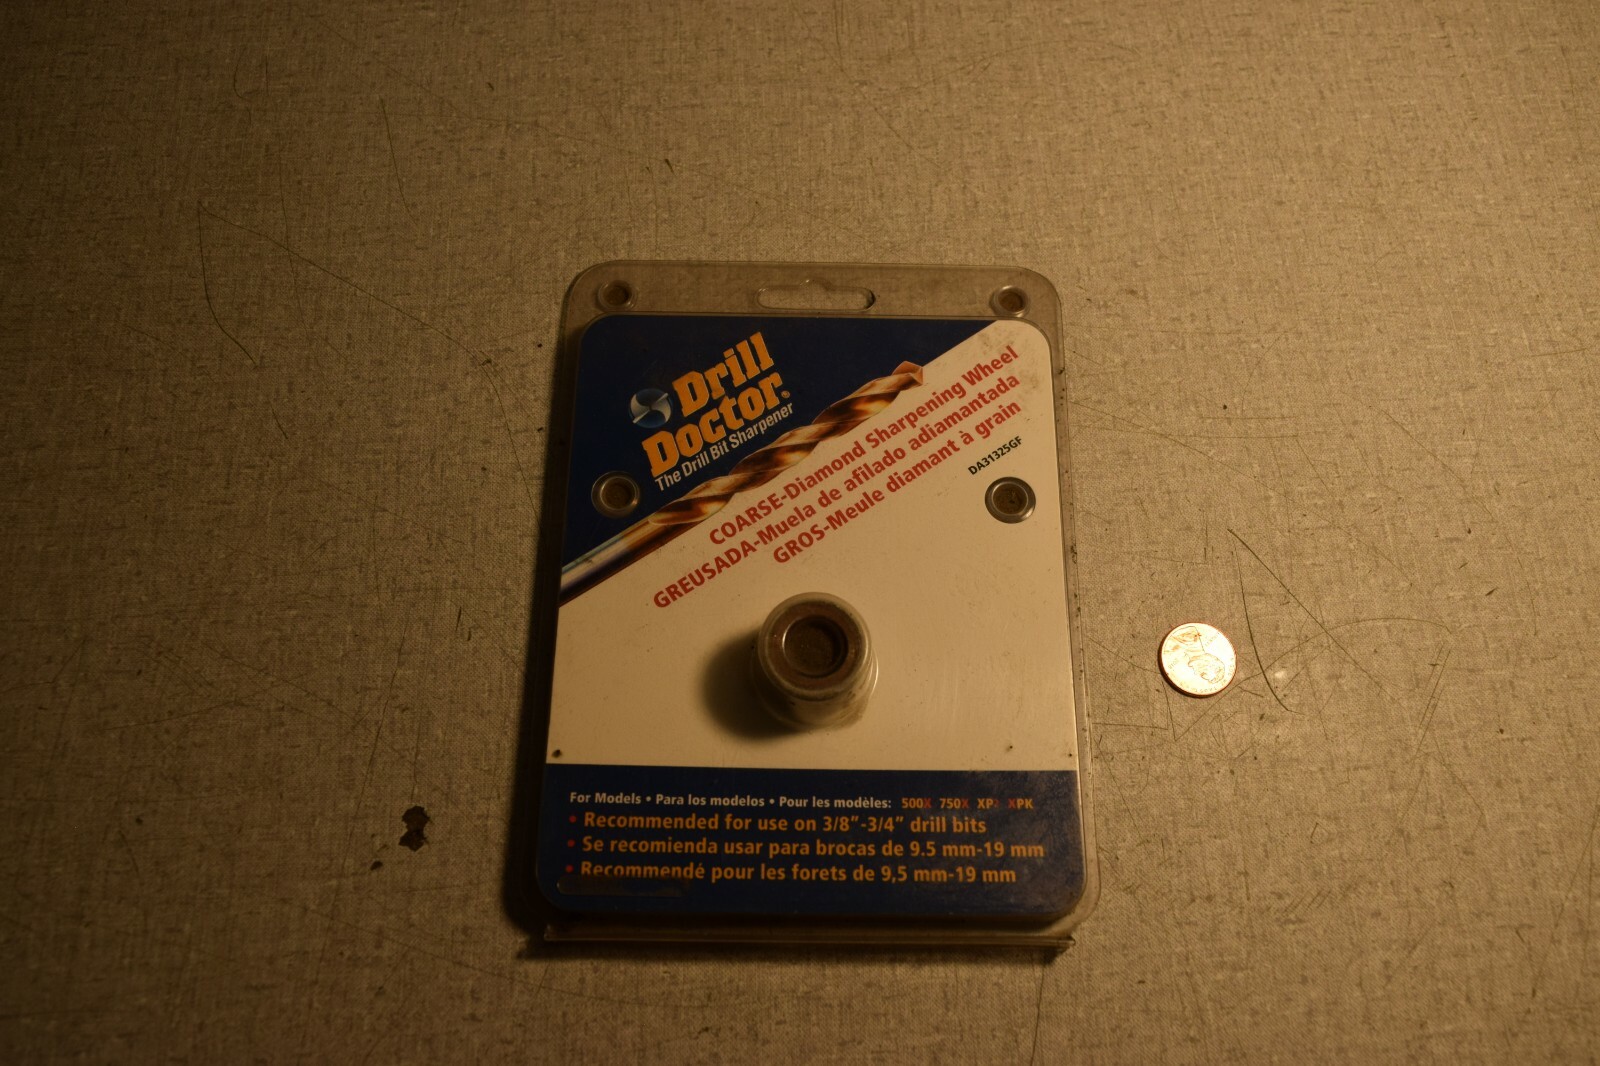 Drill
Doctor®
The Drill Bit Sharpener
COARSE-Diamond Sharpening Wheel
GREUSADA-Muela de afilado adiamantada
GROS-Meule diamant à grain
DA31325GF
For Models • Para los modelos • Pour les modèles: 500X 750X XP2 XPK
• Recommended for use on 3/8”-3/4” drill bits
• Se recomienda usar para brocas de 9.5 mm-19 mm
• Recommendé pour les forets de 9,5 mm-19 mm